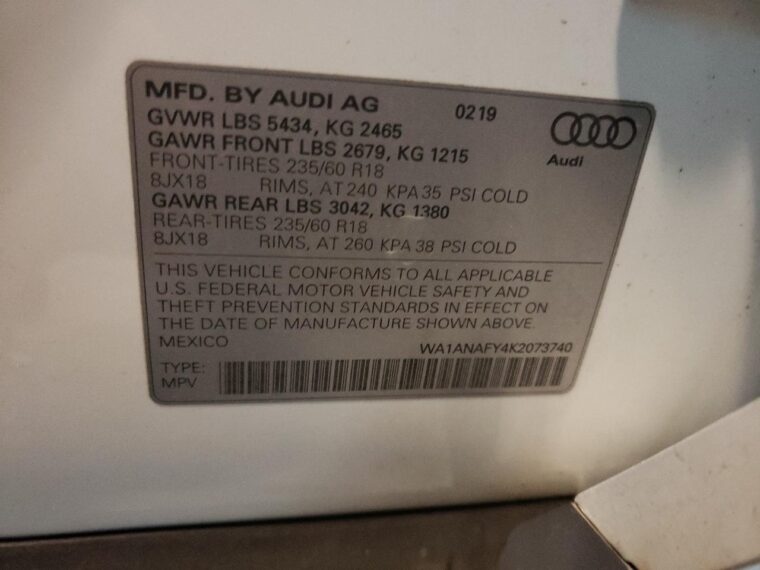 MFD. BY AUDI AG 0219
GVWR LBS 5434, KG 2465
GAWR FRONT LBS 2679, KG 1215
FRONT-TIRES 235/60 R18
8JX18 RIMS, AT 240 KPA 35 PSI COLD
GAWR REAR LBS 3042, KG 1380
REAR-TIRES 235/60 R18
8JX18 RIMS, AT 260 KPA 38 PSI COLD
Audi
THIS VEHICLE CONFORMS TO ALL APPLICABLE
U.S. FEDERAL MOTOR VEHICLE SAFETY AND
THEFT PREVENTION STANDARDS IN EFFECT ON
THE DATE OF MANUFACTURE SHOWN ABOVE.
MEXICO WA1ANAFY4K2073740
TYPE:
MPV